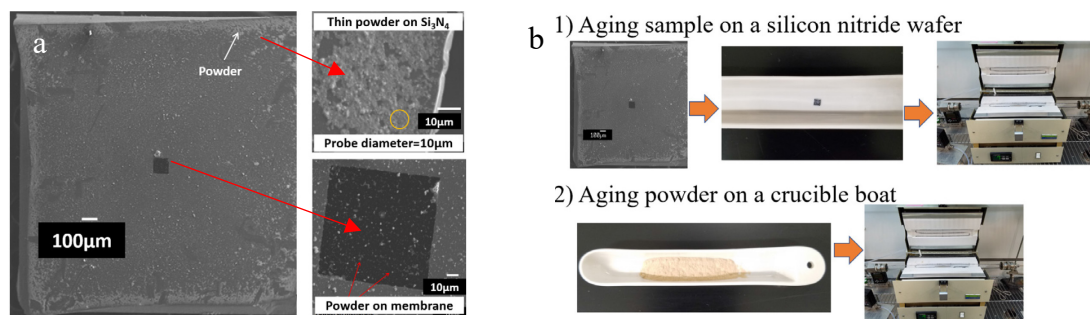 a
Powder
100μm
Thin powder on Si₃N₄
10μm
Probe diameter=10μm
10μm
Powder on membrane
b
1) Aging sample on a silicon nitride wafer
100μm
2) Aging powder on a crucible boat